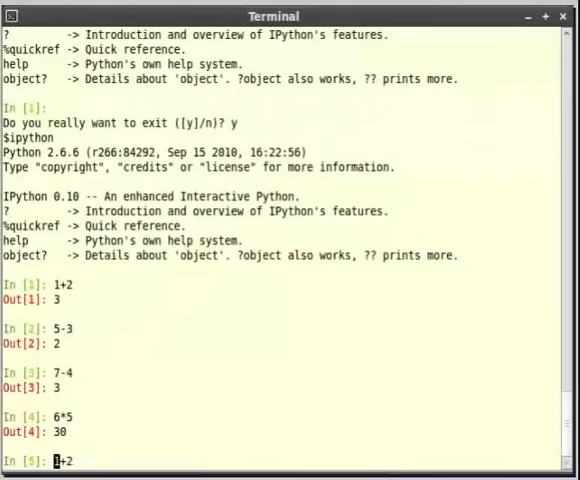 Terminal
?         -> Introduction and overview of IPython's features.
%quickref -> Quick reference.
help      -> Python's own help system.
object?   -> Details about 'object'. ?object also works, ?? prints more.
In [1]:
Do you really want to exit ([y]/n)? y
$ipython
Python 2.6.6 (r266:84292, Sep 15 2010, 16:22:56)
Type "copyright", "credits" or "license" for more information.
IPython 0.10 -- An enhanced Interactive Python.
?         -> Introduction and overview of IPython's features.
%quickref -> Quick reference.
help      -> Python's own help system.
object?   -> Details about 'object'. ?object also works, ?? prints more.
In [1]: 1+2
Out[1]: 3
In [2]: 5-3
Out[2]: 2
In [3]: 7-4
Out[3]: 3
In [4]: 6*5
Out[4]: 30
In [5]: 1+2